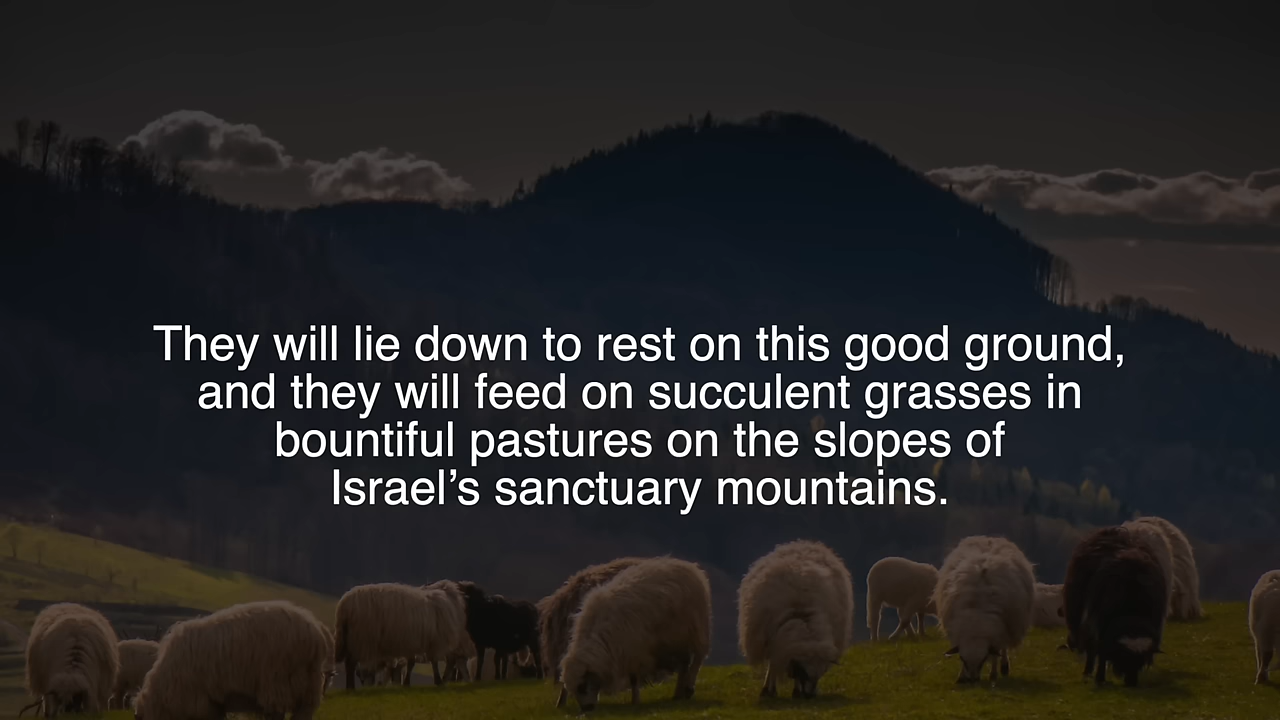 They will lie down to rest on this good ground,
and they will feed on succulent grasses in
bountiful pastures on the slopes of
Israel’s sanctuary mountains.